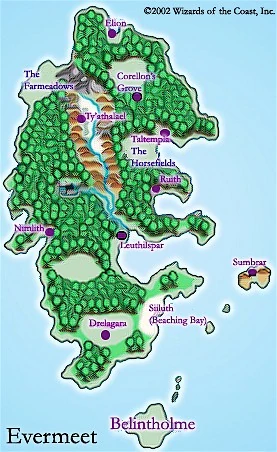 ©2002 Wizards of the Coast, Inc.
Elion
The
Farmeadows
Corellon's
Grove
Ty'athalael
Taltempla
The
Horsefields
Ruith
Nimlith
Leuthilspar
Sumbrar
Siiluth
(Beaching Bay)
Drelagara
Belintholme
Evermeet